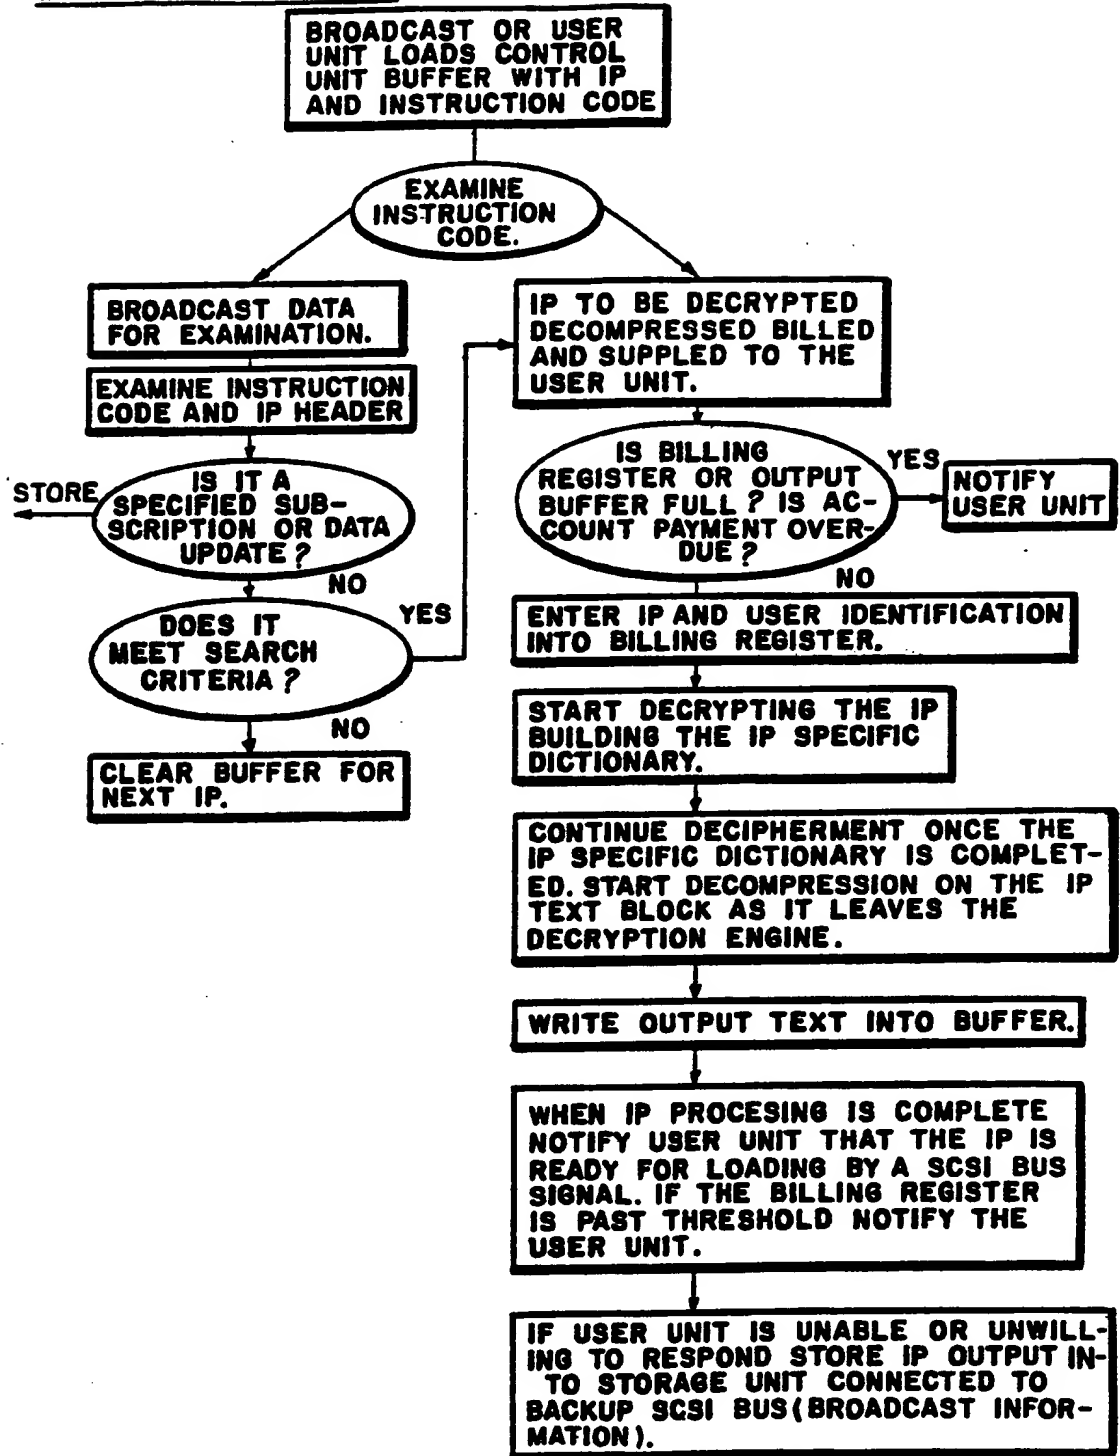 BROADCAST OR USER
UNIT LOADS CONTROL
UNIT BUFFER WITH IP
AND INSTRUCTION CODE
EXAMINE
INSTRUCTION
CODE.
BROADCAST DATA
FOR EXAMINATION.
EXAMINE INSTRUCTION
CODE AND IP HEADER
STORE
IS IT A
SPECIFIED SUB-
SCRIPTION OR DATA
UPDATE?
NO
DOES IT
MEET SEARCH
CRITERIA?
YES
NO
CLEAR BUFFER FOR
NEXT IP.
IP TO BE DECRYPTED
DECOMPRESSED BILLED
AND SUPPLED TO THE
USER UNIT.
IS BILLING
REGISTER OR OUTPUT
BUFFER FULL? IS AC-
COUNT PAYMENT OVER-
DUE?
YES
NOTIFY
USER UNIT
NO
ENTER IP AND USER IDENTIFICATION
INTO BILLING REGISTER.
START DECRYPTING THE IP
BUILDING THE IP SPECIFIC
DICTIONARY.
CONTINUE DECIPHERMENT ONCE THE
IP SPECIFIC DICTIONARY IS COMPLET-
ED. START DECOMPRESSION ON THE IP
TEXT BLOCK AS IT LEAVES THE
DECRYPTION ENGINE.
WRITE OUTPUT TEXT INTO BUFFER.
WHEN IP PROCESING IS COMPLETE
NOTIFY USER UNIT THAT THE IP IS
READY FOR LOADING BY A SCSI BUS
SIGNAL. IF THE BILLING REGISTER
IS PAST THRESHOLD NOTIFY THE
USER UNIT.
IF USER UNIT IS UNABLE OR UNWILL-
ING TO RESPOND STORE IP OUTPUT IN-
TO STORAGE UNIT CONNECTED TO
BACKUP SCSI BUS (BROADCAST INFOR-
MATION).